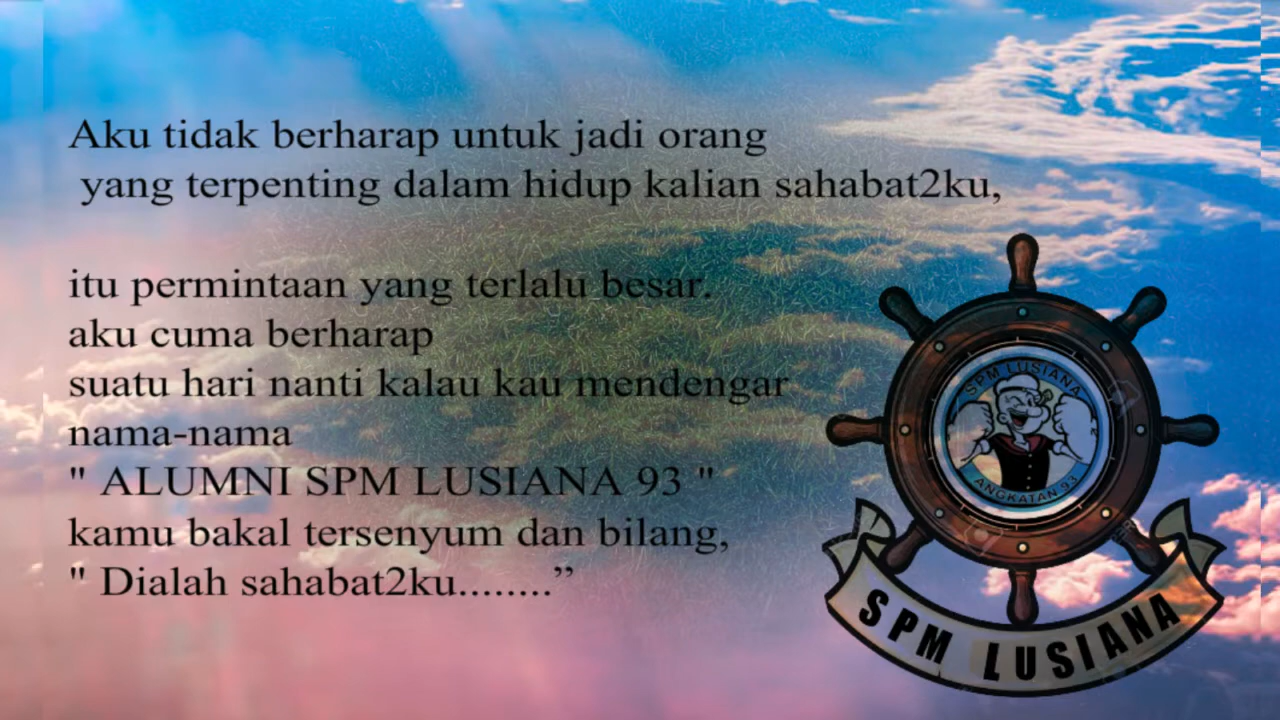 Aku tidak berharap untuk jadi orang
yang terpenting dalam hidup kalian sahabat2ku,
itu permintaan yang terlalu besar.
aku cuma berharap
suatu hari nanti kalau kau mendengar
nama-nama
" ALUMNI SPM LUSIANA 93 "
kamu bakal tersenyum dan bilang,
" Dialah sahabat2ku........”
SPM LUSIANA
ANGKATAN 93
SPM LUSIANA